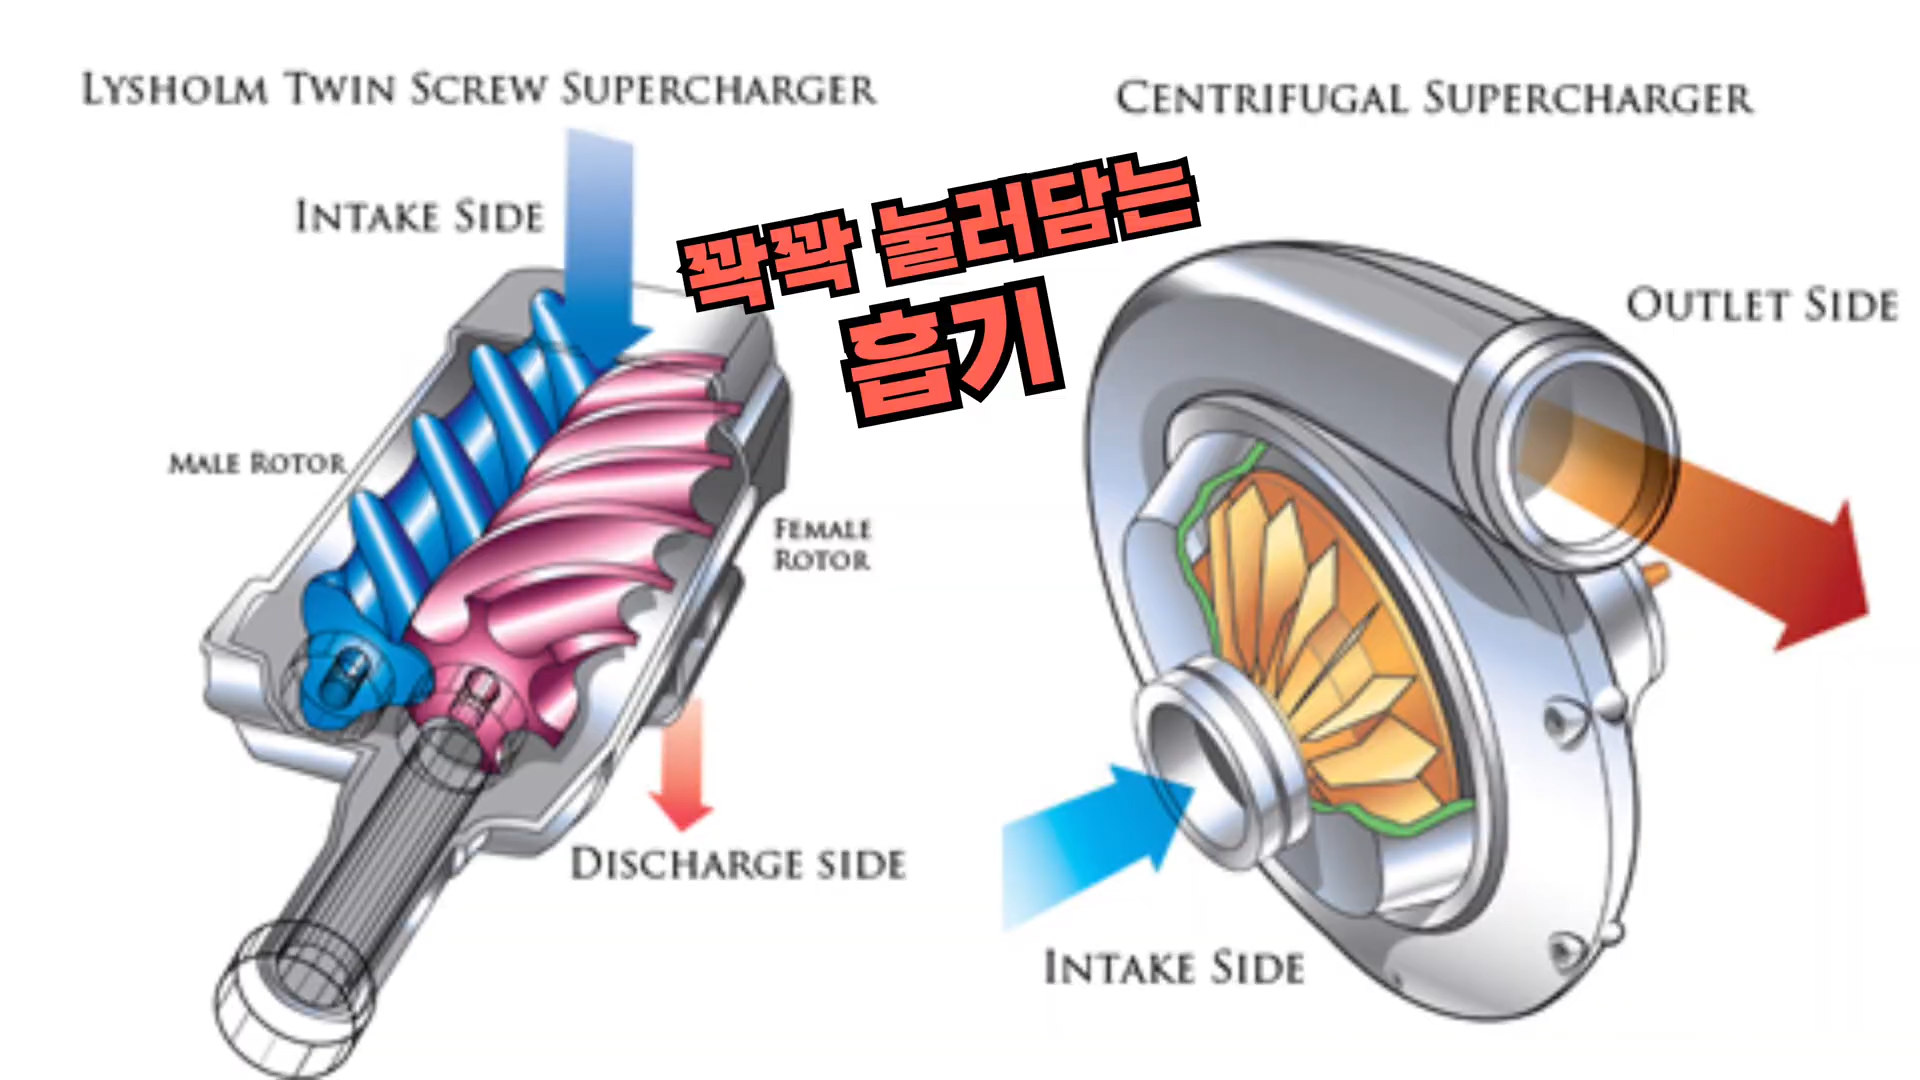 LYSHOLM TWIN SCREW SUPERCHARGER
INTAKE SIDE
MALE ROTOR
FEMALE
ROTOR
DISCHARGE SIDE
꽉꽉 눌러담는
흡기
CENTRIFUGAL SUPERCHARGER
OUTLET SIDE
INTAKE SIDE